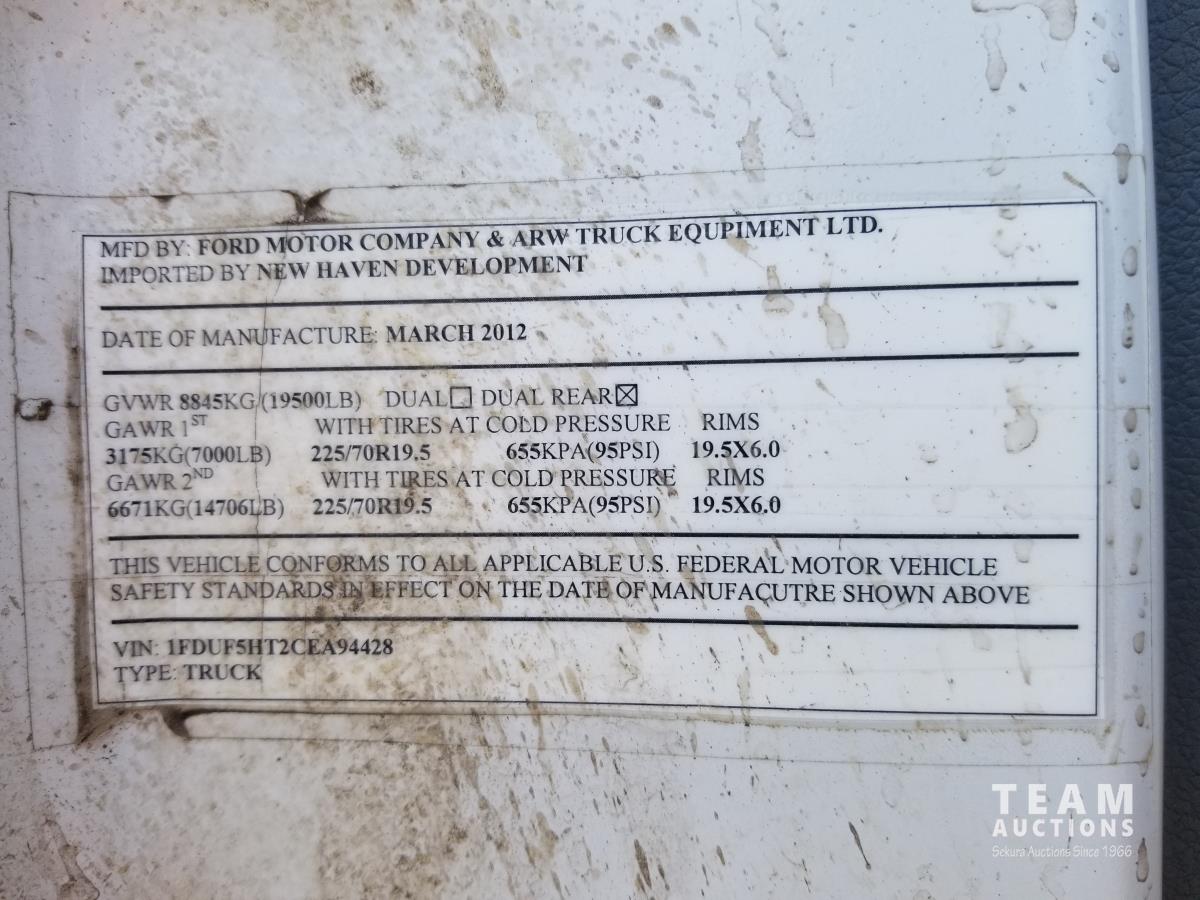 MFD BY: FORD MOTOR COMPANY & ARW TRUCK EQUPIMENT LTD.
IMPORTED BY NEW HAVEN DEVELOPMENT
DATE OF MANUFACTURE: MARCH 2012
GVWR 8845KG (19500LB) DUAL☐ DUAL REAR☒
GAWR 1ST WITH TIRES AT COLD PRESSURE RIMS
3175KG(7000LB) 225/70R19.5 655KPA(95PSI) 19.5X6.0
GAWR 2ND WITH TIRES AT COLD PRESSURE RIMS
6671KG(14706LB) 225/70R19.5 655KPA(95PSI) 19.5X6.0
THIS VEHICLE CONFORMS TO ALL APPLICABLE U.S. FEDERAL MOTOR VEHICLE
SAFETY STANDARDS IN EFFECT ON THE DATE OF MANUFACUTRE SHOWN ABOVE
VIN: 1FDUF5HT2CEA94428
TYPE: TRUCK
TEAM
AUCTIONS
Sekura Auctions Since 1966